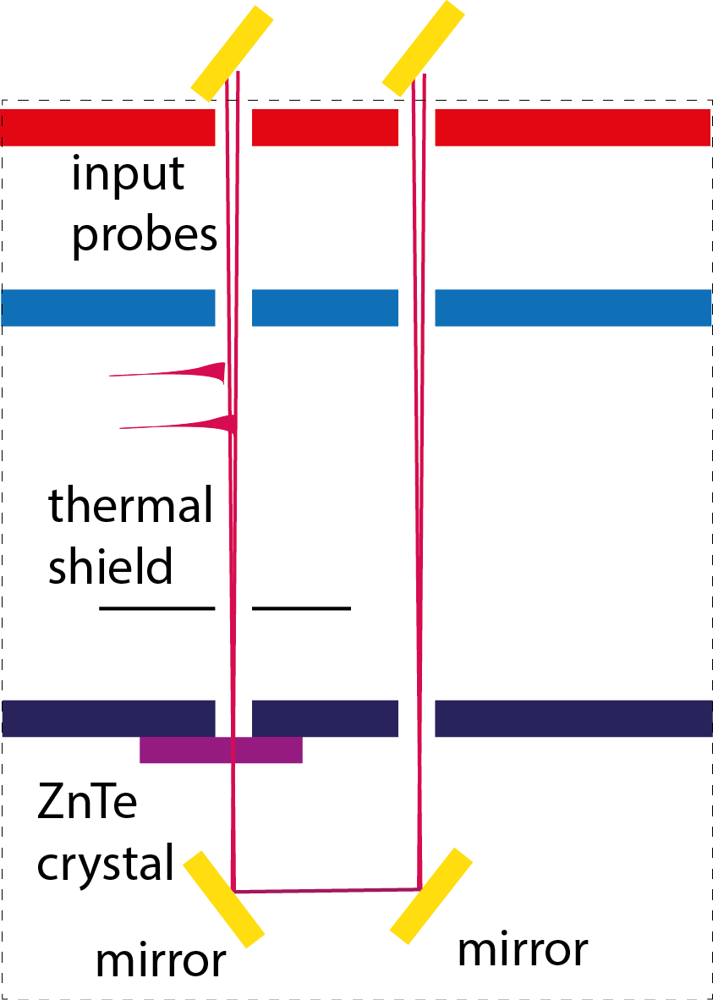 input
probes
thermal
shield
ZnTe
crystal
mirror
mirror